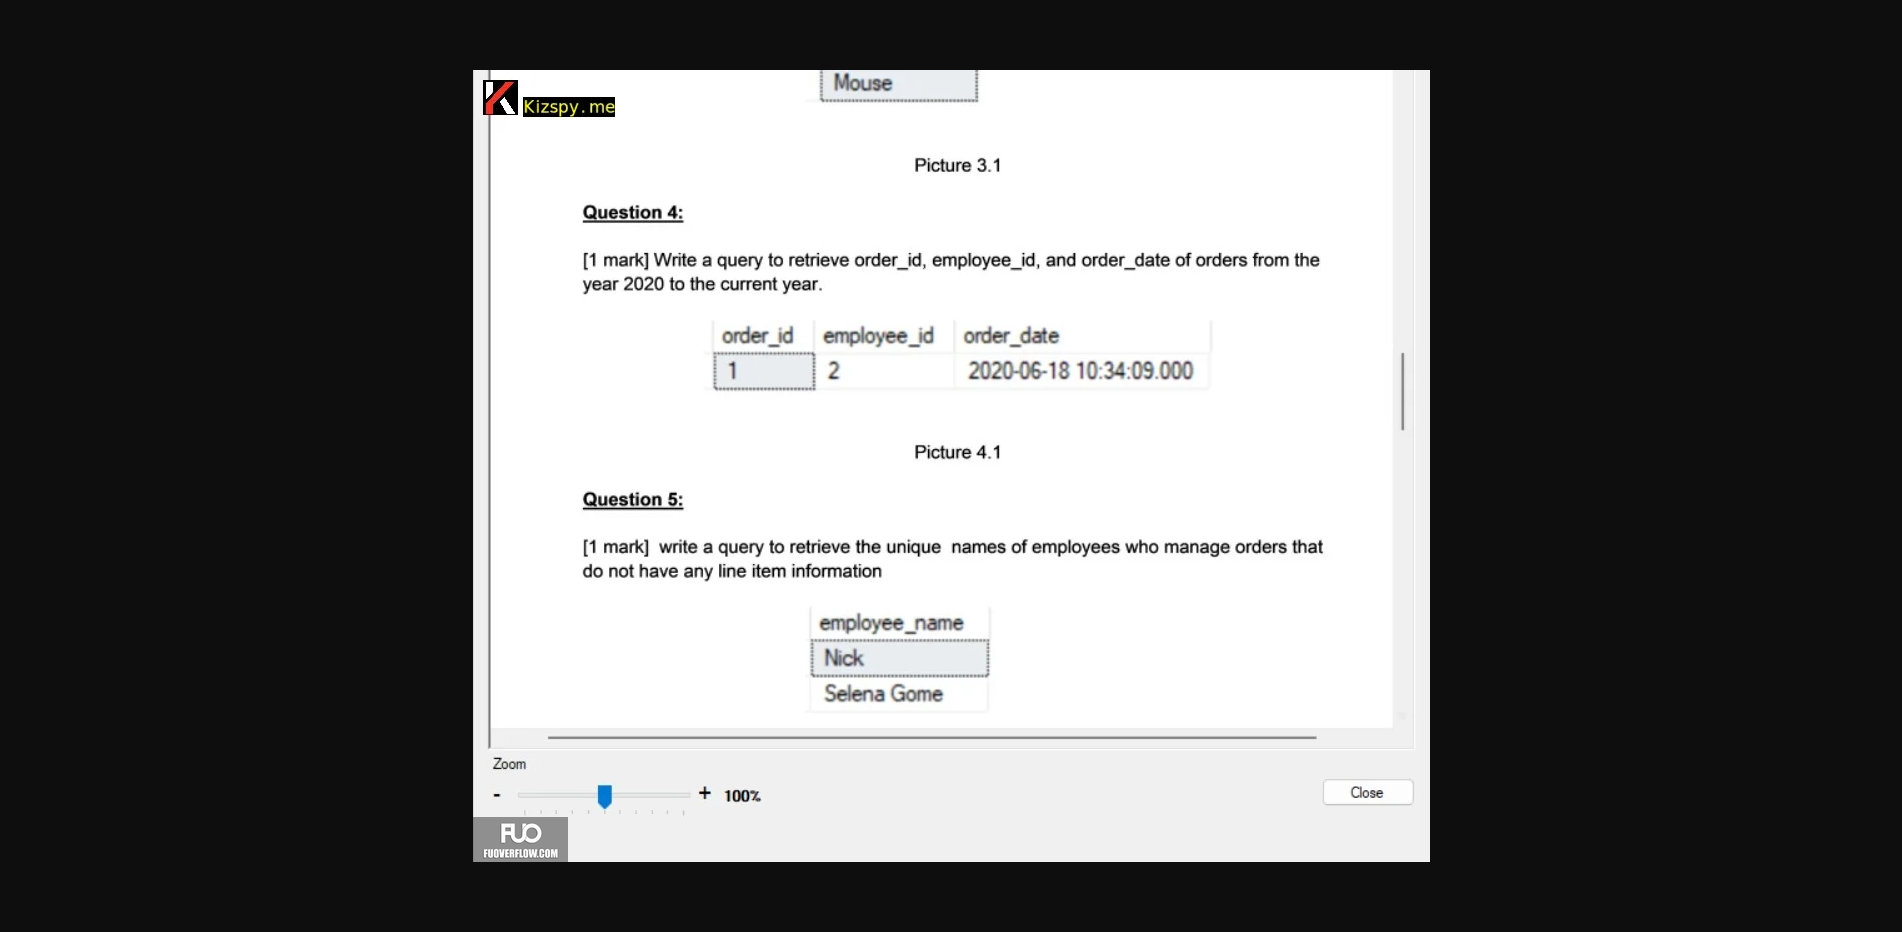 Mouse
Kizspy.me
Picture 3.1
Question 4:
[1 mark] Write a query to retrieve order_id, employee_id, and order_date of orders from the
year 2020 to the current year.
order_id employee_id order_date
1 2 2020-06-18 10:34:09.000
Picture 4.1
Question 5:
[1 mark]  write a query to retrieve the unique  names of employees who manage orders that
do not have any line item information
employee_name
Nick
Selena Gome
Zoom
- + 100%
Close
FUO
FUOVERFLOW.COM